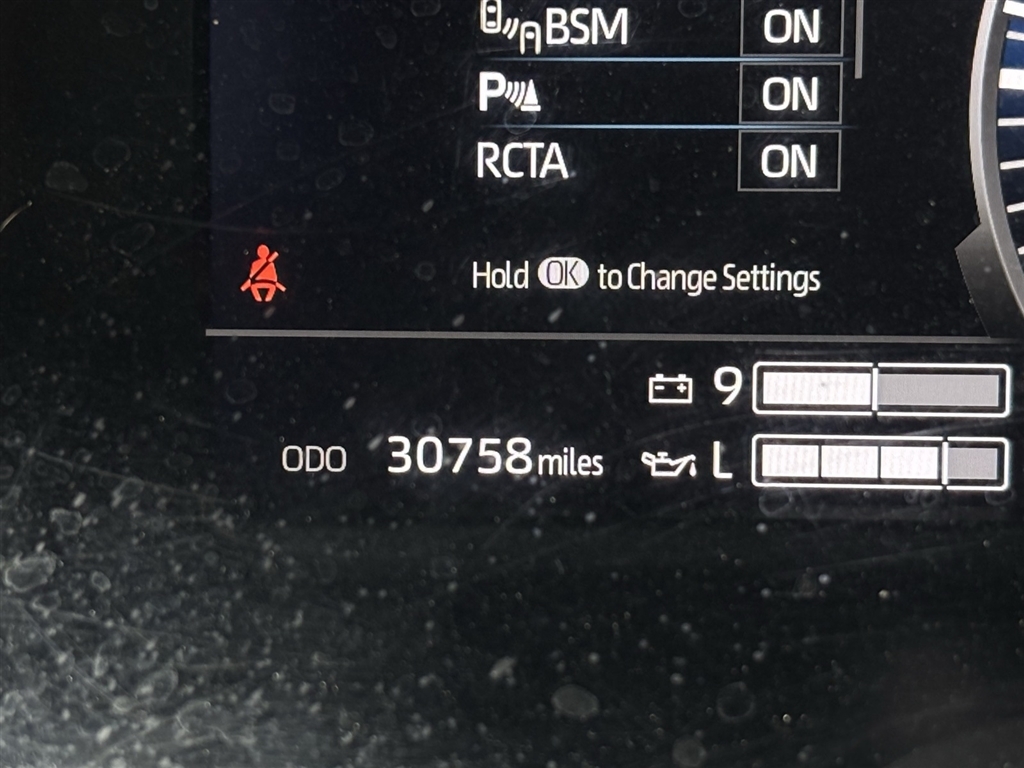 BSM ON
P ON
RCTA ON
Hold OK to Change Settings
9
ODO 30758 miles L